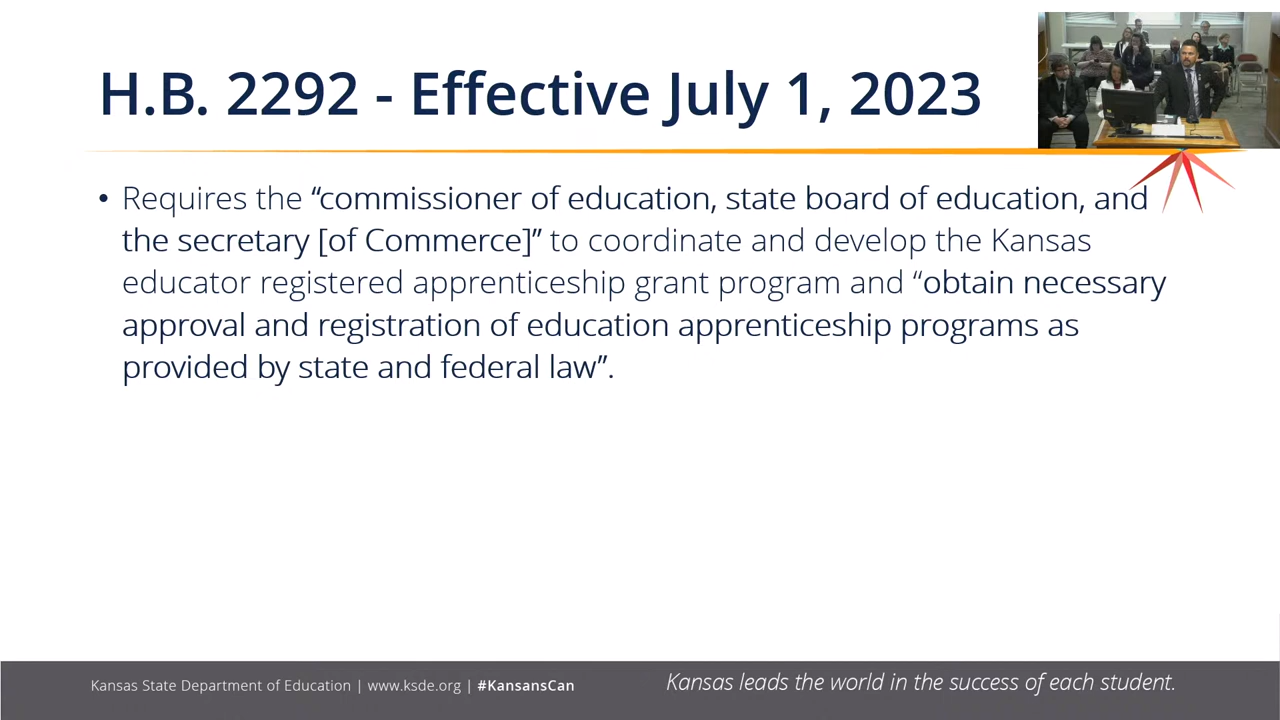 H.B. 2292 - Effective July 1, 2023
• Requires the “commissioner of education, state board of education, and
the secretary [of Commerce]” to coordinate and develop the Kansas
educator registered apprenticeship grant program and “obtain necessary
approval and registration of education apprenticeship programs as
provided by state and federal law”.
Kansas State Department of Education | www.ksde.org | #KansansCan
Kansas leads the world in the success of each student.